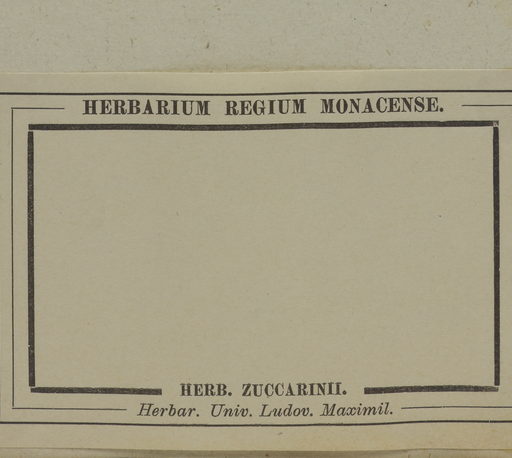 HERBARIUM REGIUM MONACENSE.
HERB. ZUCCARINII.
Herbar. Univ. Ludov. Maximil.